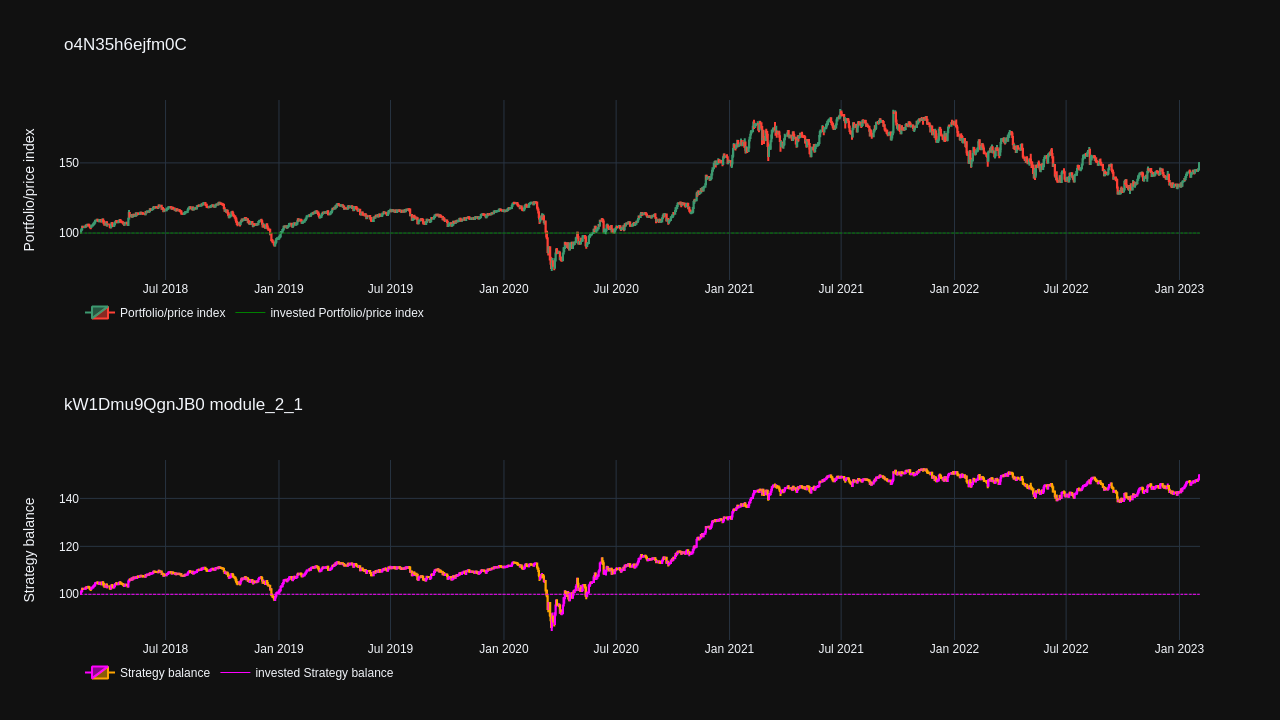 o4N35h6ejfm0C
Portfolio/price index
150
100
Jul 2018 Jan 2019 Jul 2019 Jan 2020 Jul 2020 Jan 2021 Jul 2021 Jan 2022 Jul 2022 Jan 2023
Portfolio/price index invested Portfolio/price index
kW1Dmu9QgnJB0 module_2_1
Strategy balance
140
120
100
Jul 2018 Jan 2019 Jul 2019 Jan 2020 Jul 2020 Jan 2021 Jul 2021 Jan 2022 Jul 2022 Jan 2023
Strategy balance invested Strategy balance